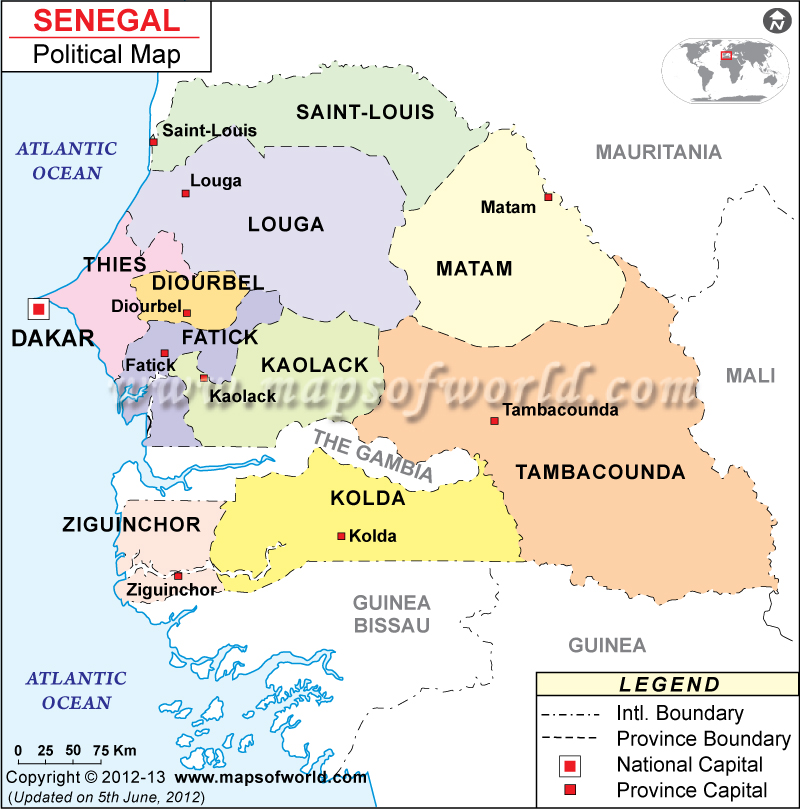 SENEGAL
Political Map
N
SAINT-LOUIS
Saint-Louis
ATLANTIC
OCEAN
MAURITANIA
Louga
Matam
LOUGA
THIES
MATAM
DIOURBEL
Diourbel
DAKAR
FATICK
Fatick
KAOLACK
Kaolack
MALI
www.mapsofworld.com
Tambacounda
THE GAMBIA
TAMBACOUNDA
KOLDA
ZIGUINCHOR
Kolda
Ziguinchor
GUINEA
BISSAU
GUINEA
ATLANTIC
OCEAN
LEGEND
Intl. Boundary
Province Boundary
National Capital
Province Capital
0 25 50 75 Km
Copyright © 2012-13 www.mapsofworld.com
(Updated on 5th June, 2012)